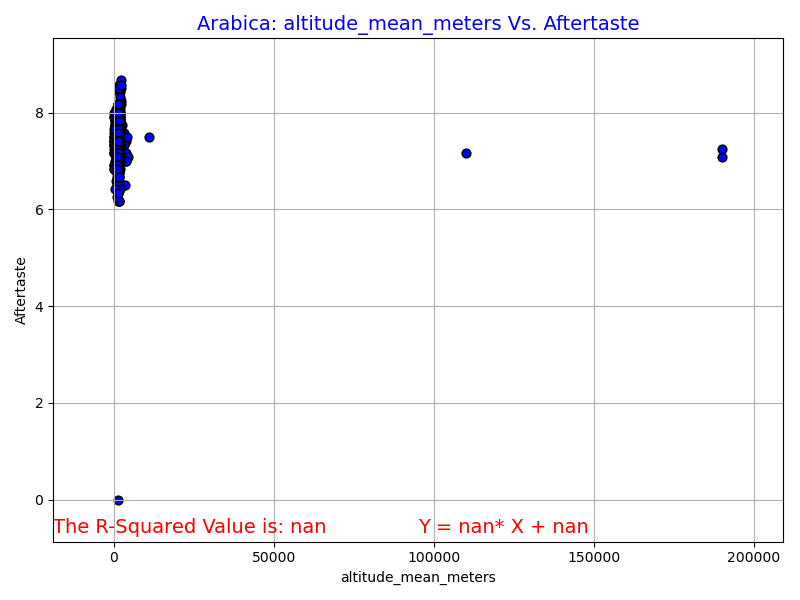 Arabica: altitude_mean_meters Vs. Aftertaste
8
6
4
2
0
Aftertaste
The R-Squared Value is: nan
Y = nan* X + nan
0
50000
100000
150000
200000
altitude_mean_meters